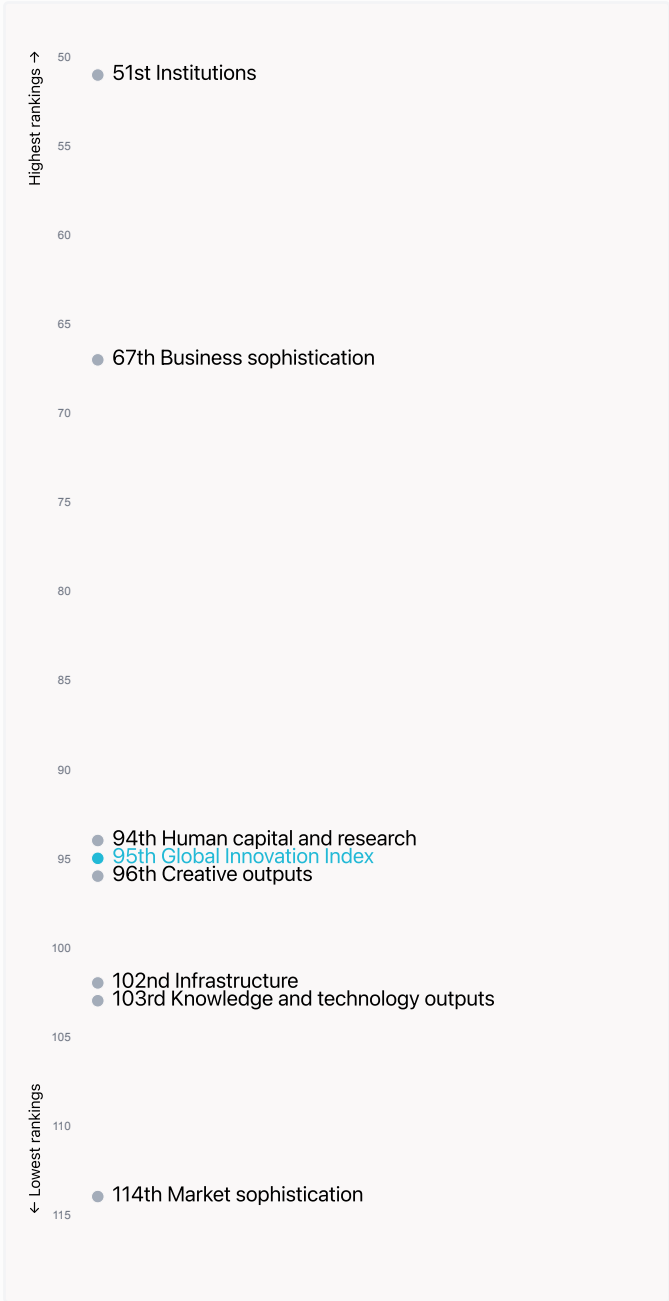 Highest rankings →
50
51st Institutions
55
60
65
67th Business sophistication
70
75
80
85
90
94th Human capital and research
95
95th Global Innovation Index
96th Creative outputs
100
102nd Infrastructure
103rd Knowledge and technology outputs
105
← Lowest rankings
110
114th Market sophistication
115